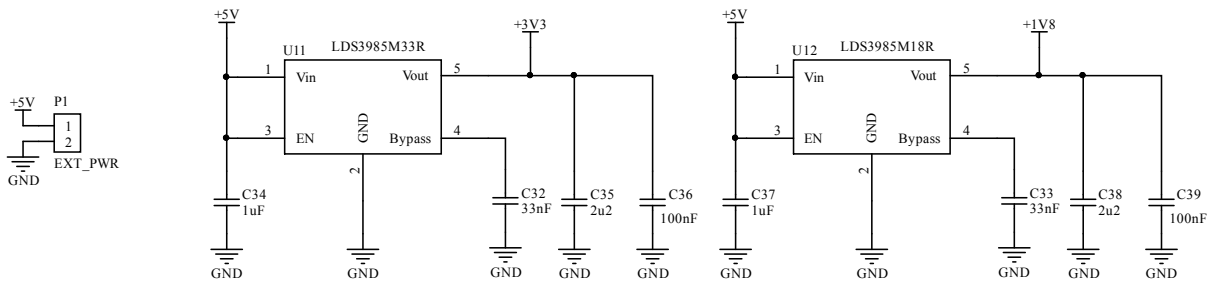 +5V
P1
1
2
EXT_PWR
GND
+5V
U11
LDS3985M33R
1
Vin
Vout
5
+3V3
3
EN
GND
Bypass
4
2
C34
1uF
C32
33nF
C35
2u2
C36
100nF
GND
GND
GND
GND
GND
+5V
U12
LDS3985M18R
1
Vin
Vout
5
+1V8
3
EN
GND
Bypass
4
2
C37
1uF
C33
33nF
C38
2u2
C39
100nF
GND
GND
GND
GND
GND